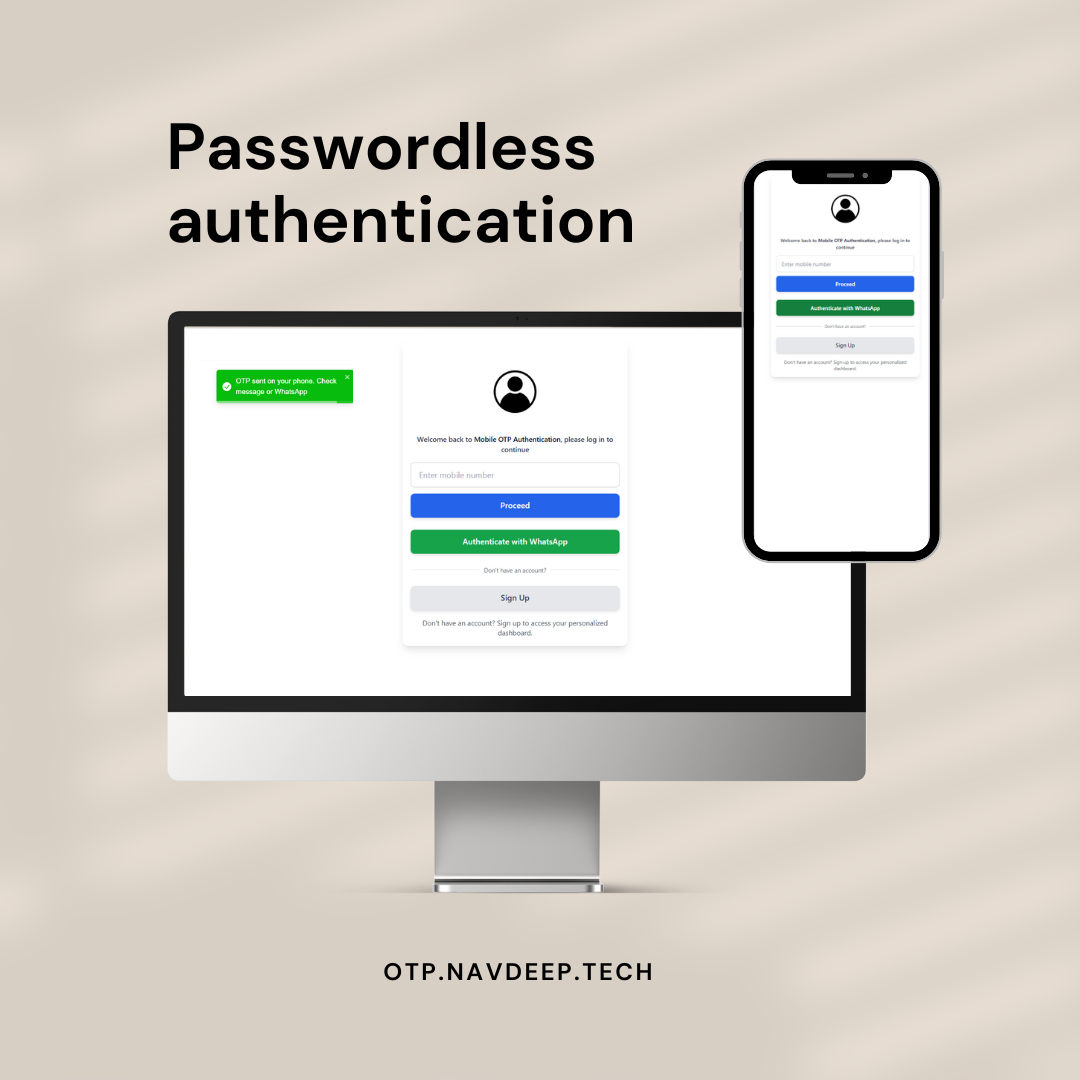 Passwordless
authentication
OTP sent on your phone. Check
message or WhatsApp
Welcome back to Mobile OTP Authentication, please log in to
continue
Enter mobile number
Proceed
Authenticate with WhatsApp
Don't have an account?
Sign Up
Don't have an account? Sign up to access your personalized
dashboard.
Welcome back to Mobile OTP Authentication, please log in to
continue
Enter mobile number
Proceed
Authenticate with WhatsApp
Don't have an account?
Sign Up
Don't have an account? Sign up to access your personalized
dashboard.
OTP.NAVDEEP.TECH